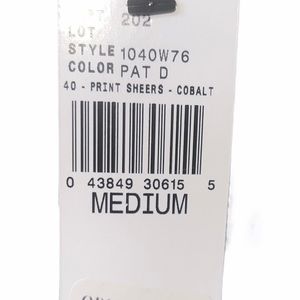 202
LOT
STYLE 1040W76
COLOR PAT D
40 - PRINT SHEERS - COBALT
0 43849 30615 5
MEDIUM